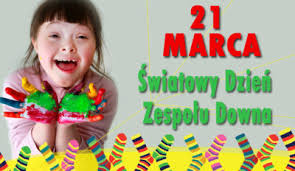 21
MARCA
Światowy Dzień
Zespołu Downa